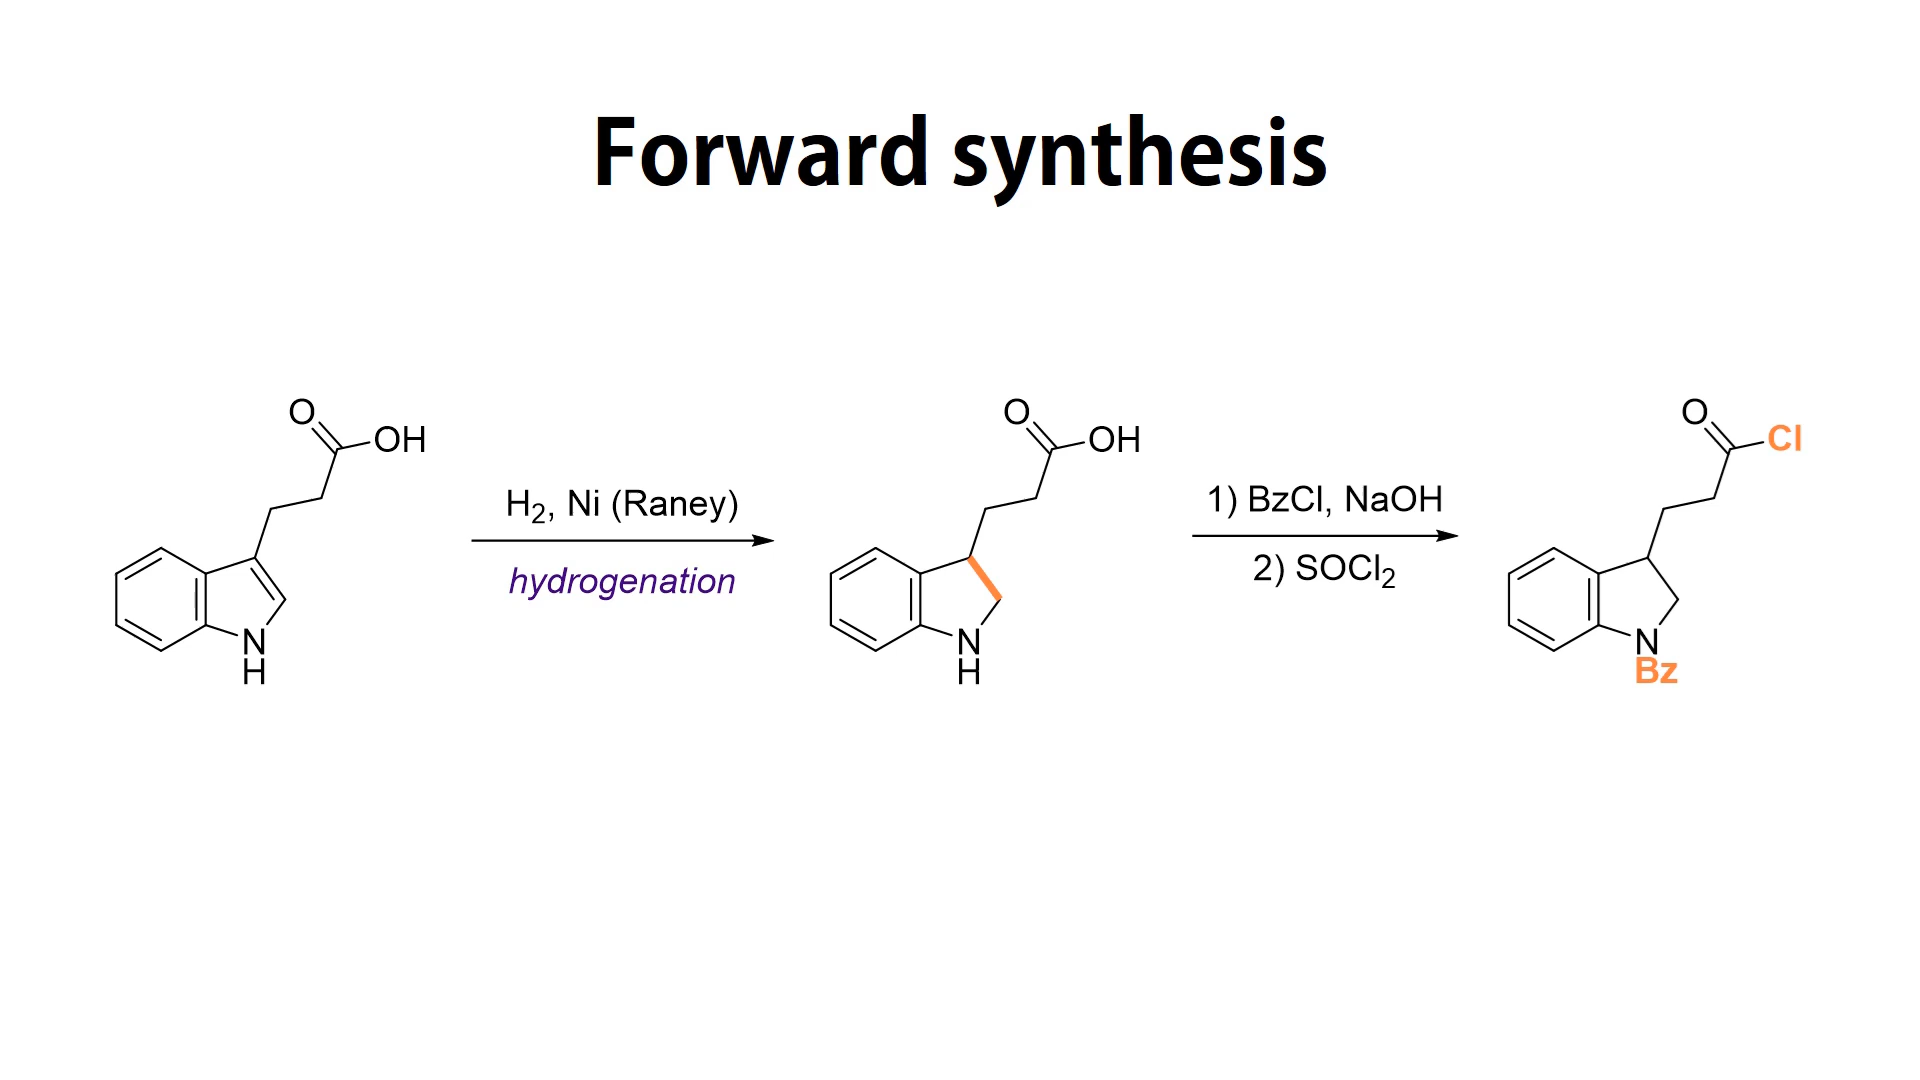 Forward synthesis
O
OH
N
H
H₂, Ni (Raney)
hydrogenation
O
OH
N
H
1) BzCl, NaOH
2) SOCl₂
O
Cl
N
Bz